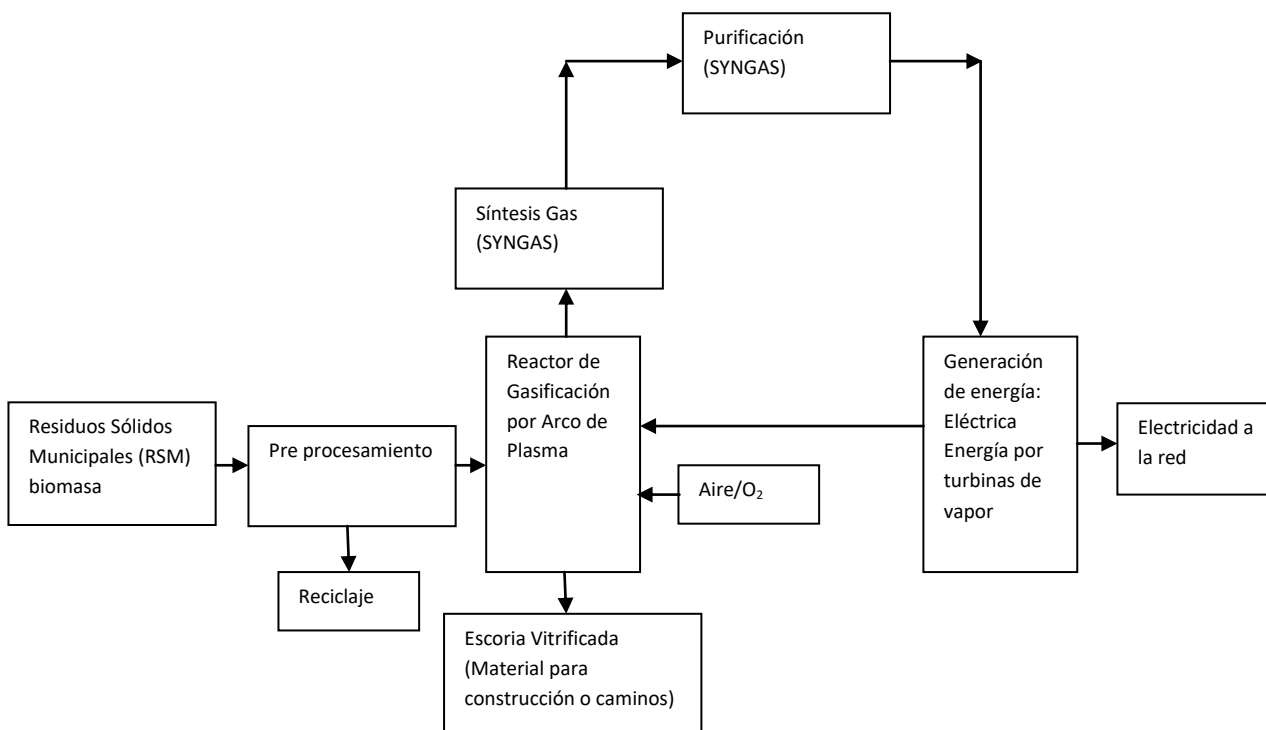 Purificación
(SYNGAS)
Síntesis Gas
(SYNGAS)
Reactor de
Gasificación
por Arco de
Plasma
Generación
de energía:
Eléctrica
Energía por
turbinas de
vapor
Residuos Sólidos
Municipales (RSM)
biomasa
Pre procesamiento
Electricidad a
la red
Aire/O₂
Reciclaje
Escoria Vitrificada
(Material para
construcción o caminos)